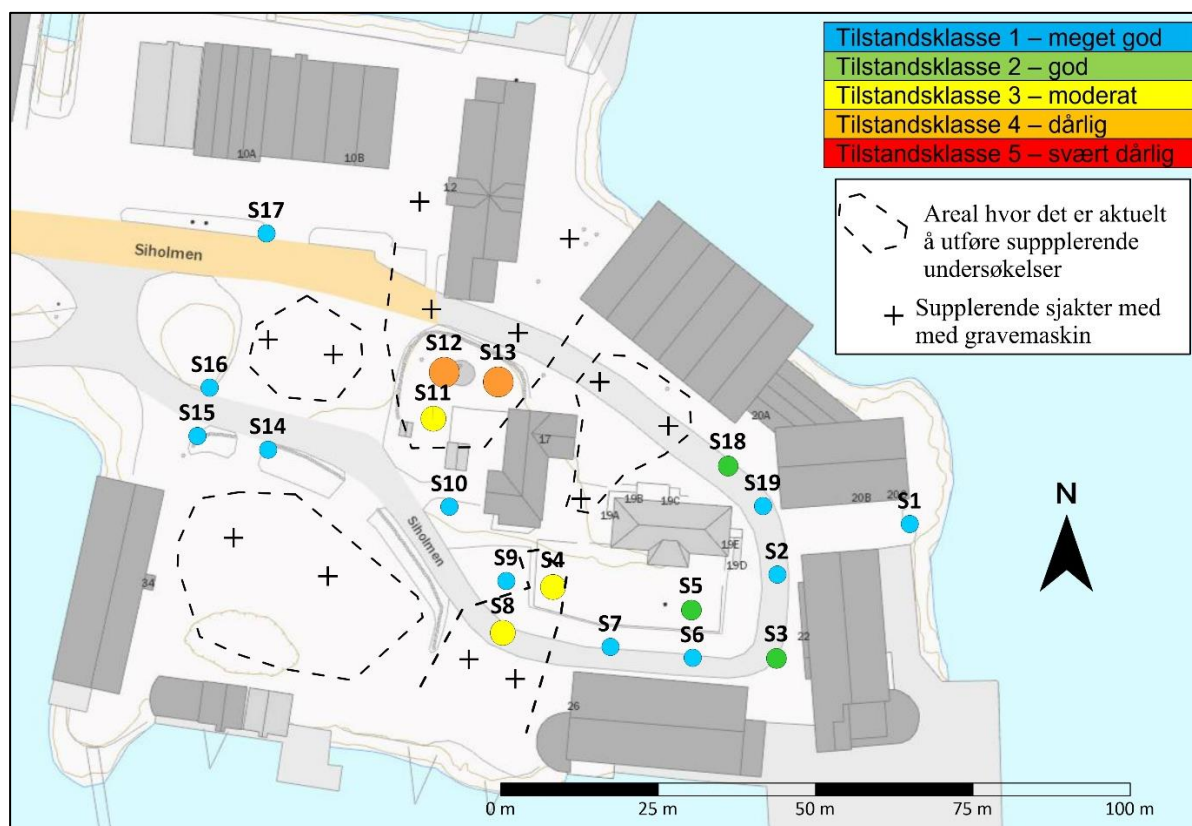 Tilstandsklasse 1 – meget god
Tilstandsklasse 2 – god
Tilstandsklasse 3 – moderat
Tilstandsklasse 4 – dårlig
Tilstandsklasse 5 – svært dårlig
Areal hvor det er aktuelt
å utføre suppplerende
undersøkelser
Supplerende sjakter med
med gravemaskin
10A
10B
12
S17
Siholmen
S12
S13
S16
S11
S15
S14
17
20A
S18
S19
S10
19B
19C
20B
20C
S1
19A
Siholmen
19E
19D
S2
34
S9
S4
S5
S8
S7
S6
S3
22
26
N
0 m
25 m
50 m
75 m
100 m